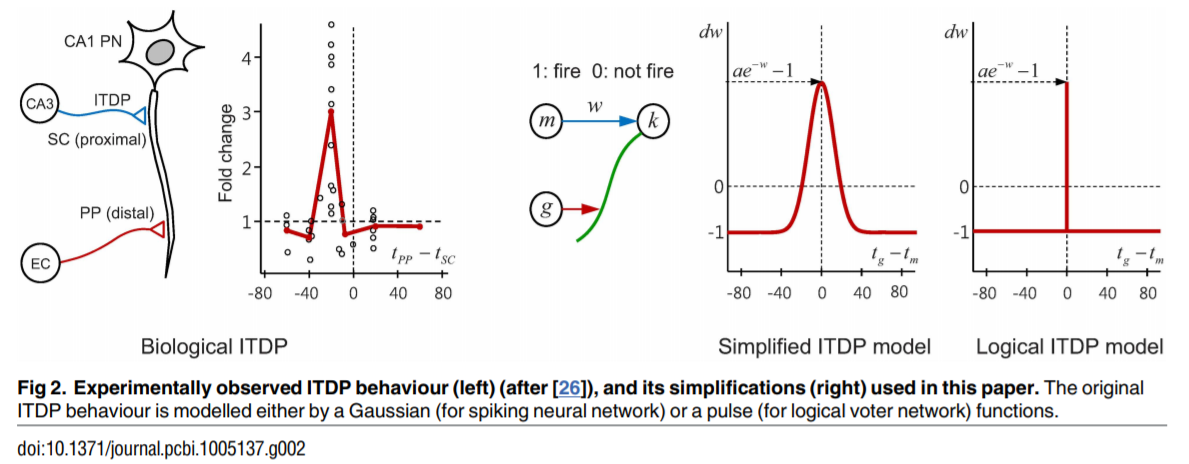 CA1 PN
CA3
ITDP
SC (proximal)
PP (distal)
EC
Fold change
4
3
2
1
t_PP − t_SC
-80 -40 0 40 80
Biological ITDP
1: fire 0: not fire
m
w
k
g
dw
ae^{-w} −1
0
-1
t_g − t_m
-80 -40 0 40 80
Simplified ITDP model
dw
ae^{-w} −1
0
-1
t_g − t_m
-80 -40 0 40 80
Logical ITDP model
Fig 2. Experimentally observed ITDP behaviour (left) (after [26]), and its simplifications (right) used in this paper. The original
ITDP behaviour is modelled either by a Gaussian (for spiking neural network) or a pulse (for logical voter network) functions.
doi:10.1371/journal.pcbi.1005137.g002